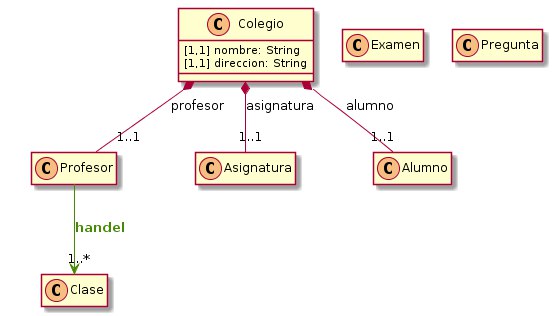 C Colegio
[1,1] nombre: String
[1,1] direccion: String
C Examen
C Pregunta
profesor
asignatura
alumno
1..1
1..1
1..1
C Profesor
C Asignatura
C Alumno
handel
1..*
C Clase